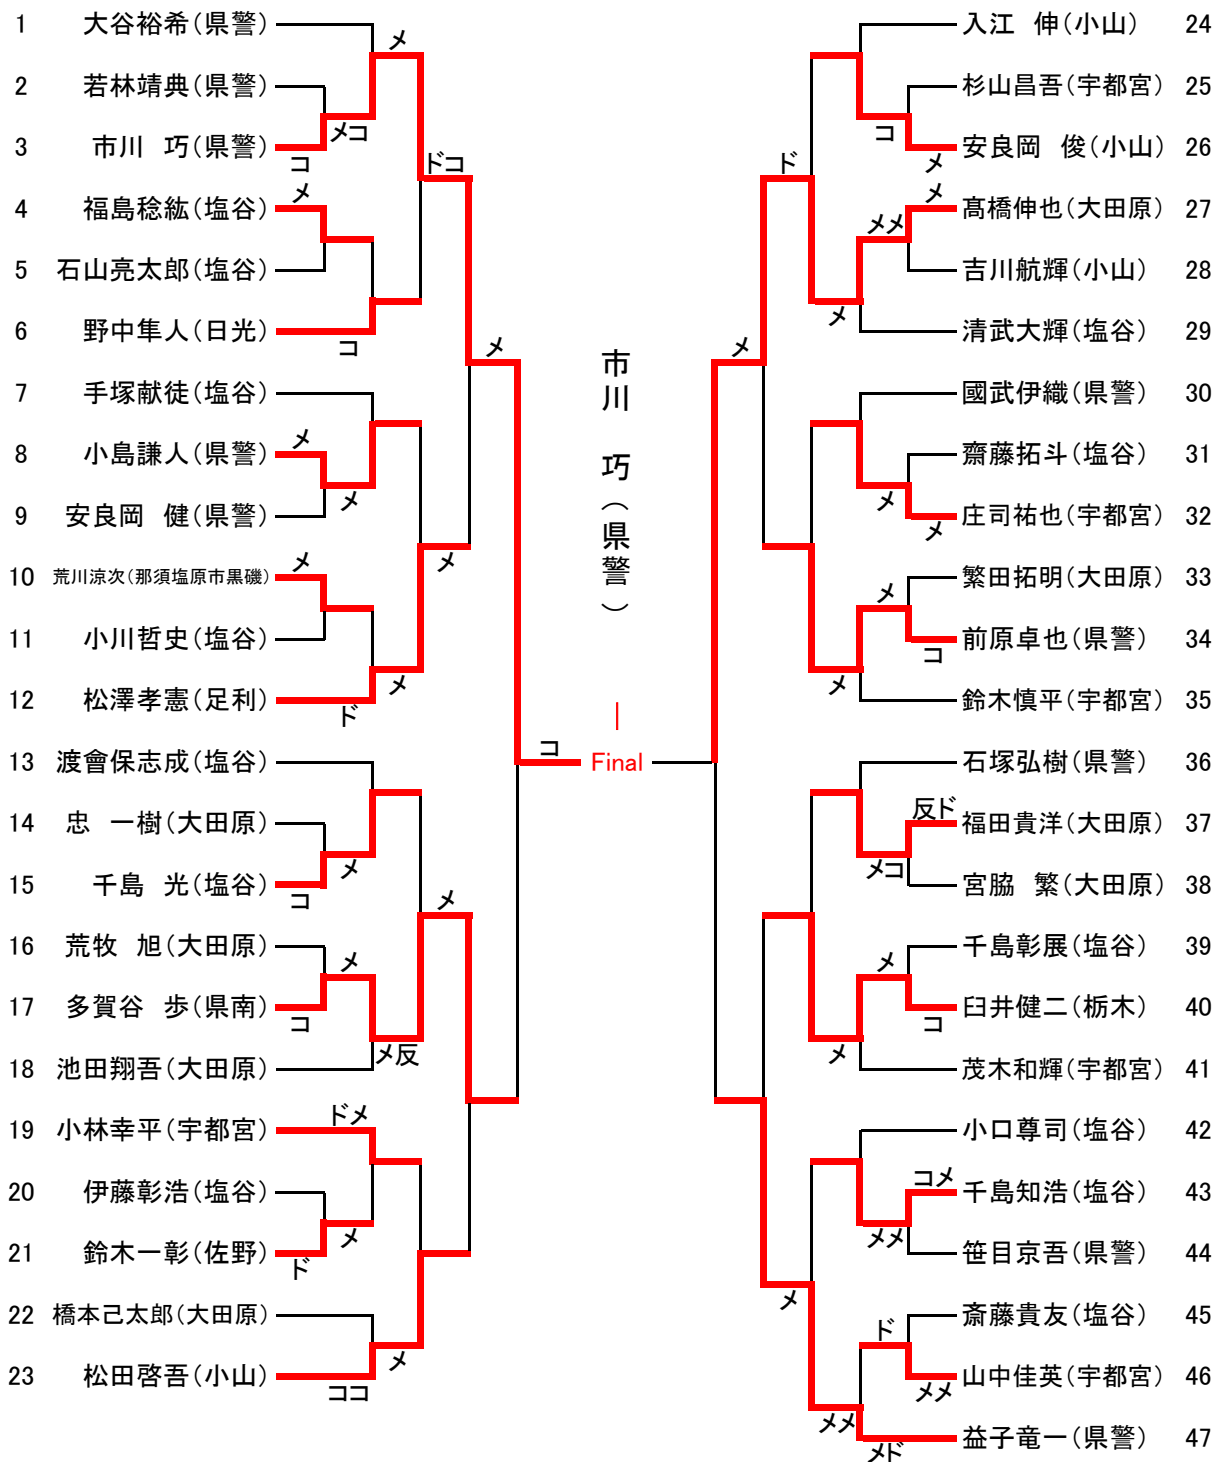 1 大谷裕希(県警)
2 若林靖典(県警)
3 市川　巧(県警)
4 福島稔紘(塩谷)
5 石山亮太郎(塩谷)
6 野中隼人(日光)
7 手塚献徒(塩谷)
8 小島謙人(県警)
9 安良岡　健(県警)
10 荒川涼次(那須塩原市黒磯)
11 小川哲史(塩谷)
12 松澤孝憲(足利)
13 渡會保志成(塩谷)
14 忠　一樹(大田原)
15 千島　光(塩谷)
16 荒牧　旭(大田原)
17 多賀谷　歩(県南)
18 池田翔吾(大田原)
19 小林幸平(宇都宮)
20 伊藤彰浩(塩谷)
21 鈴木一彰(佐野)
22 橋本己太郎(大田原)
23 松田啓吾(小山)
メ
メコ
コ
ドコ
メ
コ
メ
メ
メ
メ
メ
メ
ド
コ
メ
コ
メ
メ
コ
メ反
ドメ
メ
ド
メ
ココ
市川　巧(県警)
Final
入江　伸(小山) 24
杉山昌吾(宇都宮) 25
安良岡　俊(小山) 26
髙橋伸也(大田原) 27
吉川航輝(小山) 28
清武大輝(塩谷) 29
國武伊織(県警) 30
齋藤拓斗(塩谷) 31
庄司祐也(宇都宮) 32
繁田拓明(大田原) 33
前原卓也(県警) 34
鈴木慎平(宇都宮) 35
石塚弘樹(県警) 36
福田貴洋(大田原) 37
宮脇　繁(大田原) 38
千島彰展(塩谷) 39
臼井健二(栃木) 40
茂木和輝(宇都宮) 41
小口尊司(塩谷) 42
千島知浩(塩谷) 43
笹目京吾(県警) 44
斎藤貴友(塩谷) 45
山中佳英(宇都宮) 46
益子竜一(県警) 47
コ
メ
ド
メ
メメ
メ
メ
メ
メ
メ
コ
メ
反ド
メコ
メ
コ
メ
コメ
メメ
メ
ド
メメ
メメ
メド